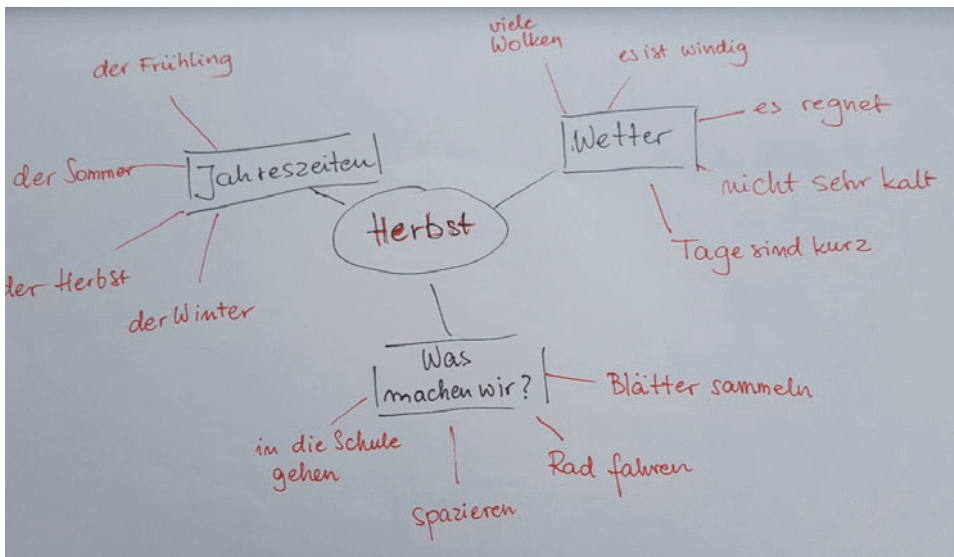 Herbst
Jahreszeiten
der Frühling
der Sommer
der Herbst
der Winter
Wetter
viele
Wolken
es ist windig
es regnet
nicht sehr kalt
Tage sind kurz
Was
machen wir?
in die Schule
gehen
spazieren
Rad fahren
Blätter sammeln